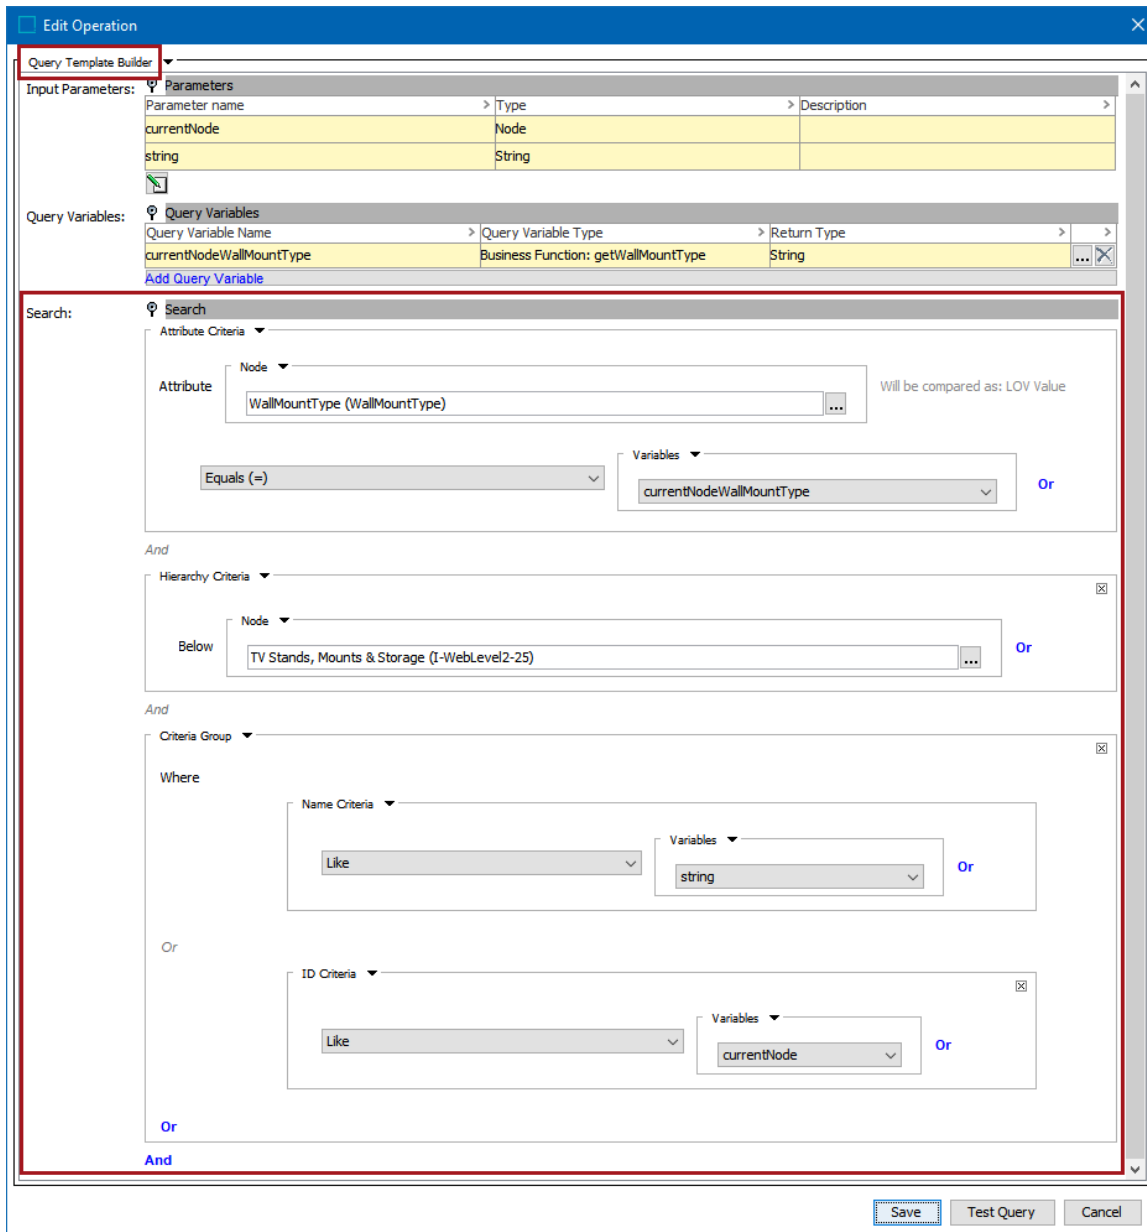 Edit Operation
Query Template Builder
Input Parameters: Parameters
Parameter name > Type > Description >
currentNode Node
string String
Query Variables: Query Variables
Query Variable Name > Query Variable Type > Return Type > >
currentNodeWallMountType Business Function: getWallMountType String ...
Add Query Variable
Search: Search
Attribute Criteria
Node
Attribute WallMountType (WallMountType) ... Will be compared as: LOV Value
Variables
Equals (=) currentNodeWallMountType Or
And
Hierarchy Criteria
Node
Below TV Stands, Mounts & Storage (I-WebLevel2-25) ... Or
And
Criteria Group
Where
Name Criteria
Variables
Like string Or
Or
ID Criteria
Variables
Like currentNode Or
Or
And
Save Test Query Cancel